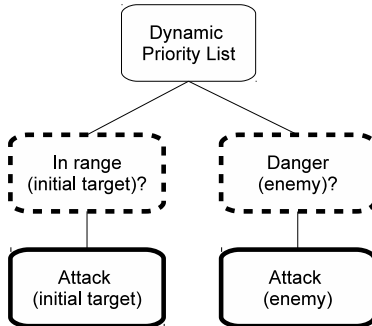 Dynamic
Priority List
In range
(initial target)?
Danger
(enemy)?
Attack
(initial target)
Attack
(enemy)